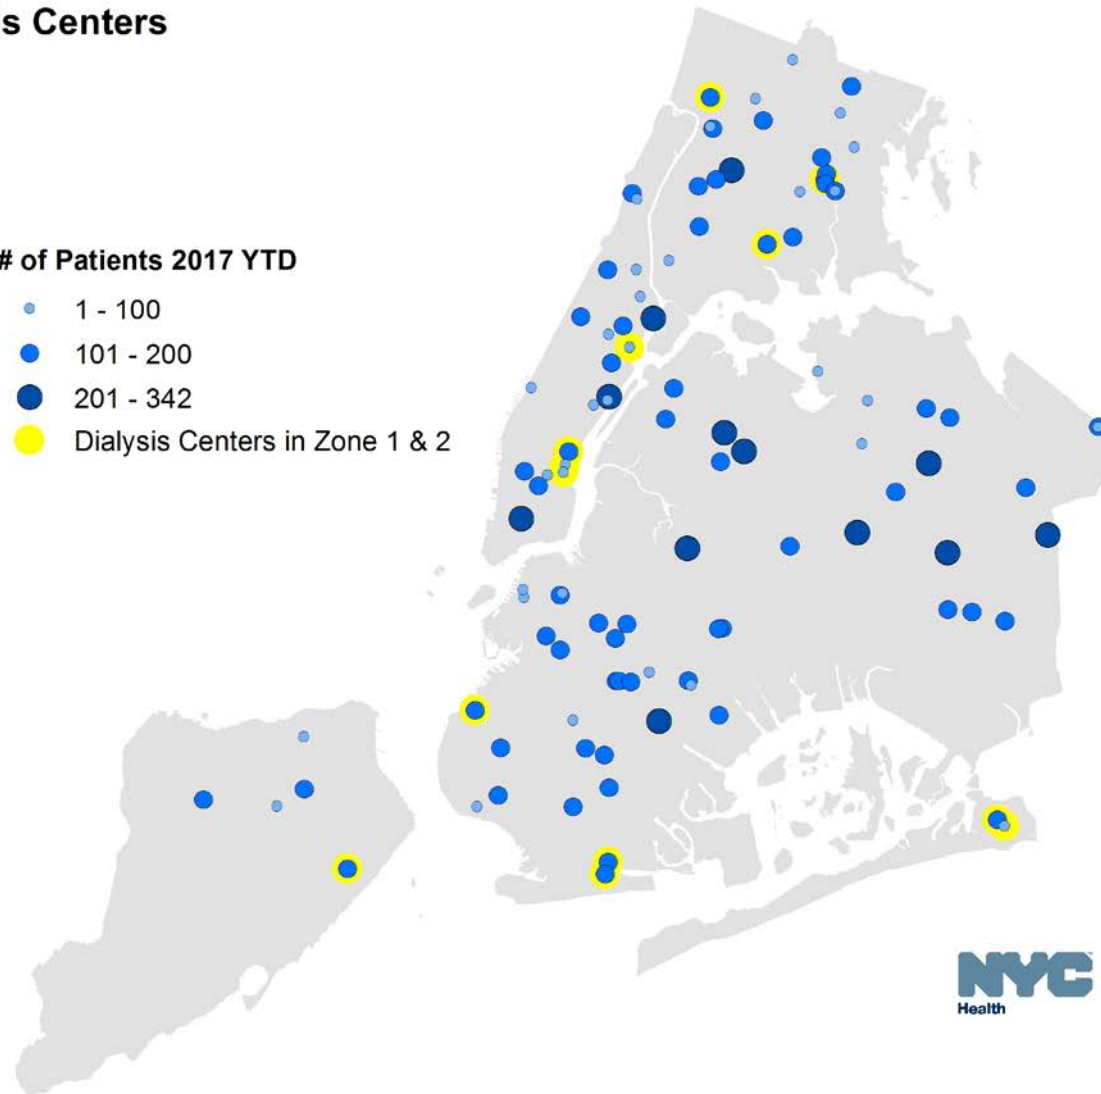 s Centers
# of Patients 2017 YTD
1 - 100
101 - 200
201 - 342
Dialysis Centers in Zone 1 & 2
NYC
Health